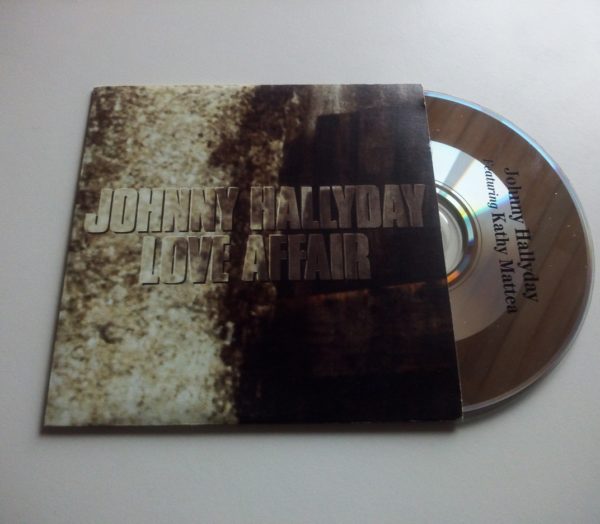 JOHNNY HALLYDAY
LOVE AFFAIR
Johnny Hallyday
Featuring Kathy Mattea